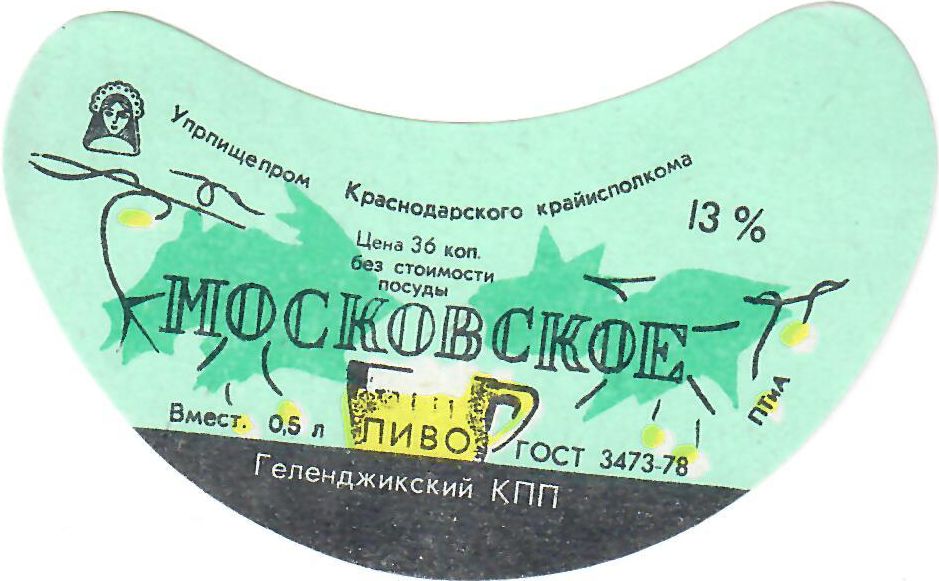 Упрпищепром Краснодарского крайисполкома
13 %
Цена 36 коп.
без стоимости
посуды
МОСКОВСКОЕ
ПИВО
Вмест. 0,5 л
ГОСТ 3473-78
ПТиА
Геленджикский КПП